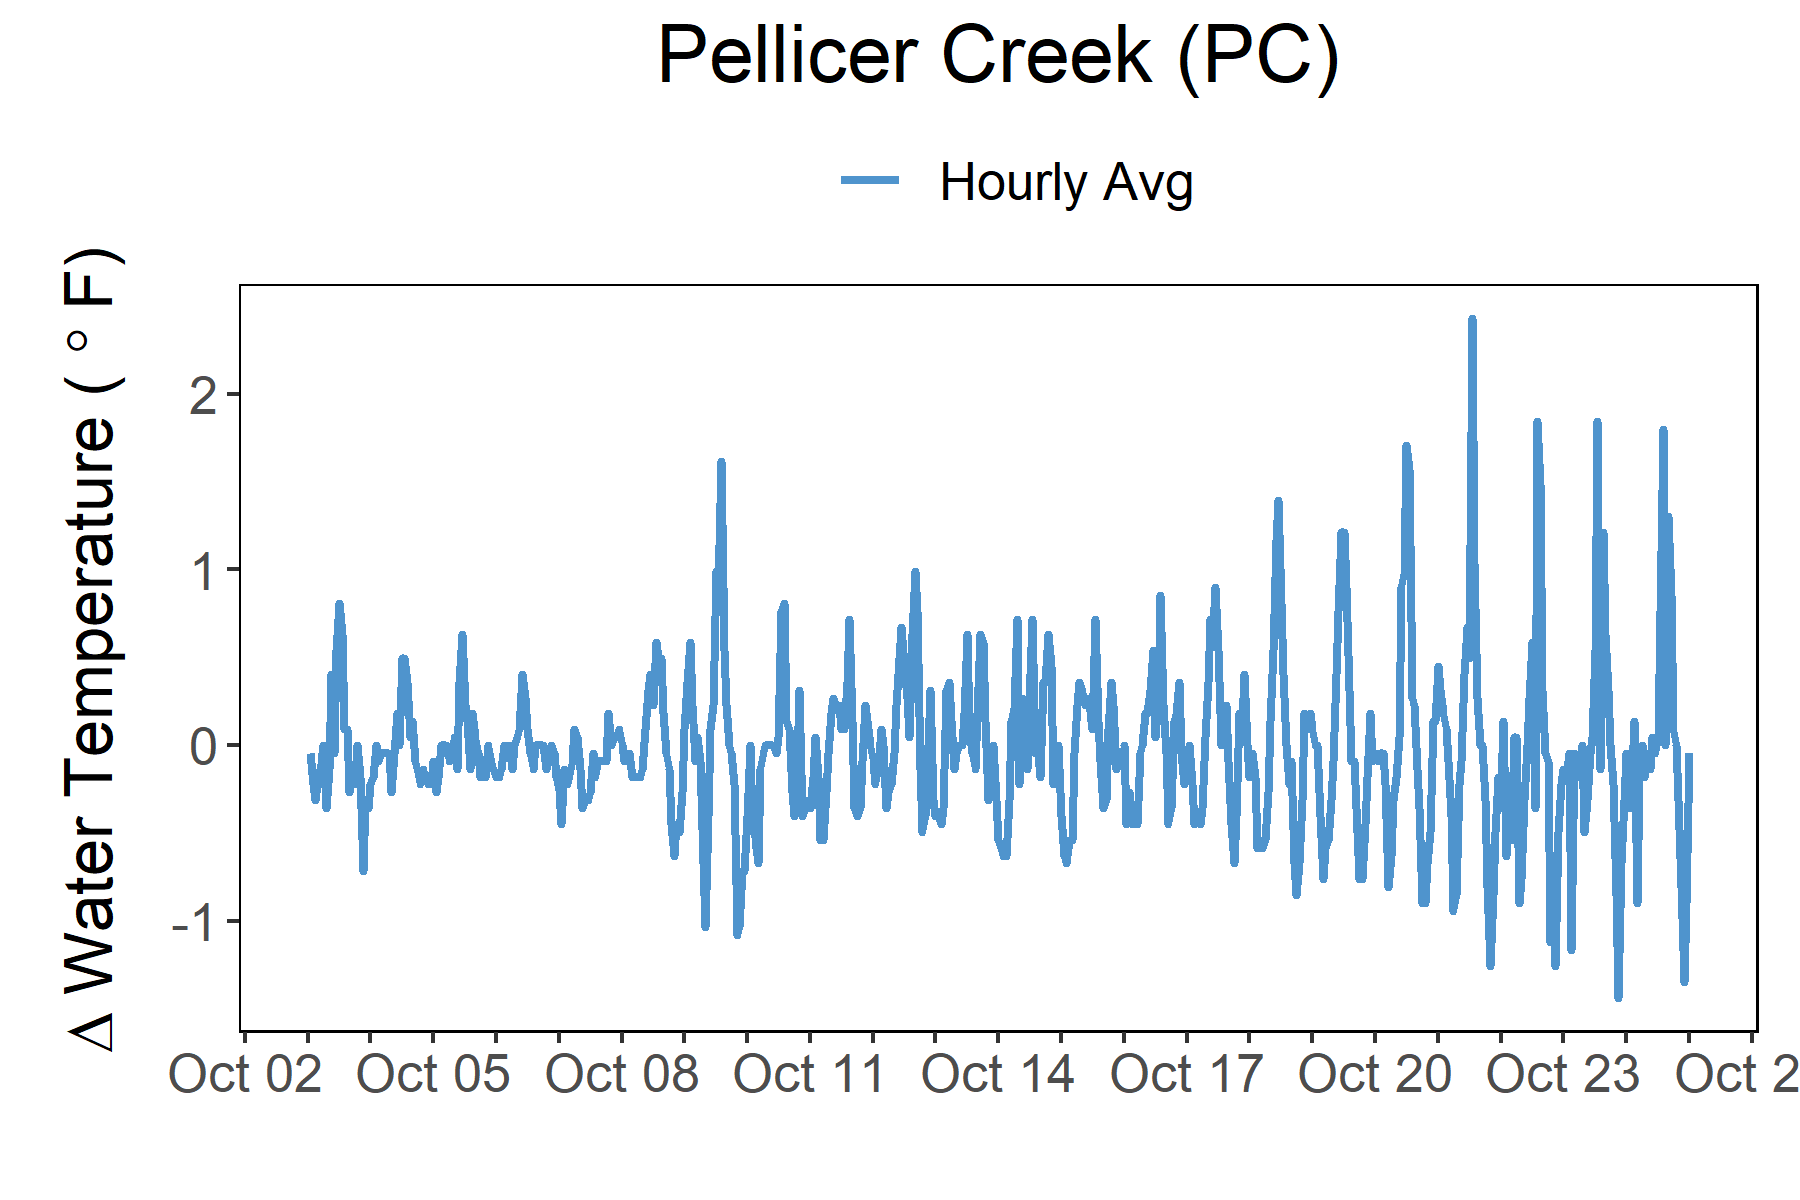 Pellicer Creek (PC)
Hourly Avg
Δ Water Temperature ( ° F)
2
1
0
-1
Oct 02 Oct 05 Oct 08 Oct 11 Oct 14 Oct 17 Oct 20 Oct 23 Oct 2